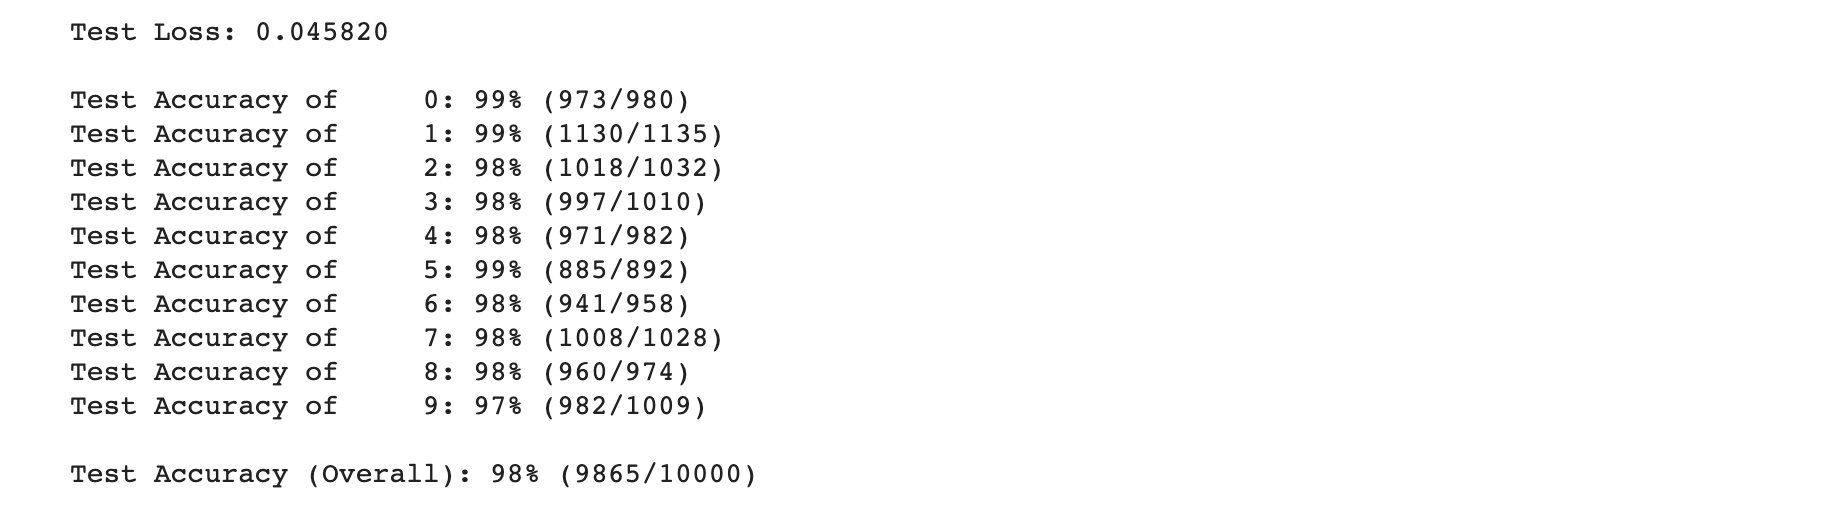 Test Loss: 0.045820
Test Accuracy of     0: 99% (973/980)
Test Accuracy of     1: 99% (1130/1135)
Test Accuracy of     2: 98% (1018/1032)
Test Accuracy of     3: 98% (997/1010)
Test Accuracy of     4: 98% (971/982)
Test Accuracy of     5: 99% (885/892)
Test Accuracy of     6: 98% (941/958)
Test Accuracy of     7: 98% (1008/1028)
Test Accuracy of     8: 98% (960/974)
Test Accuracy of     9: 97% (982/1009)
Test Accuracy (Overall): 98% (9865/10000)